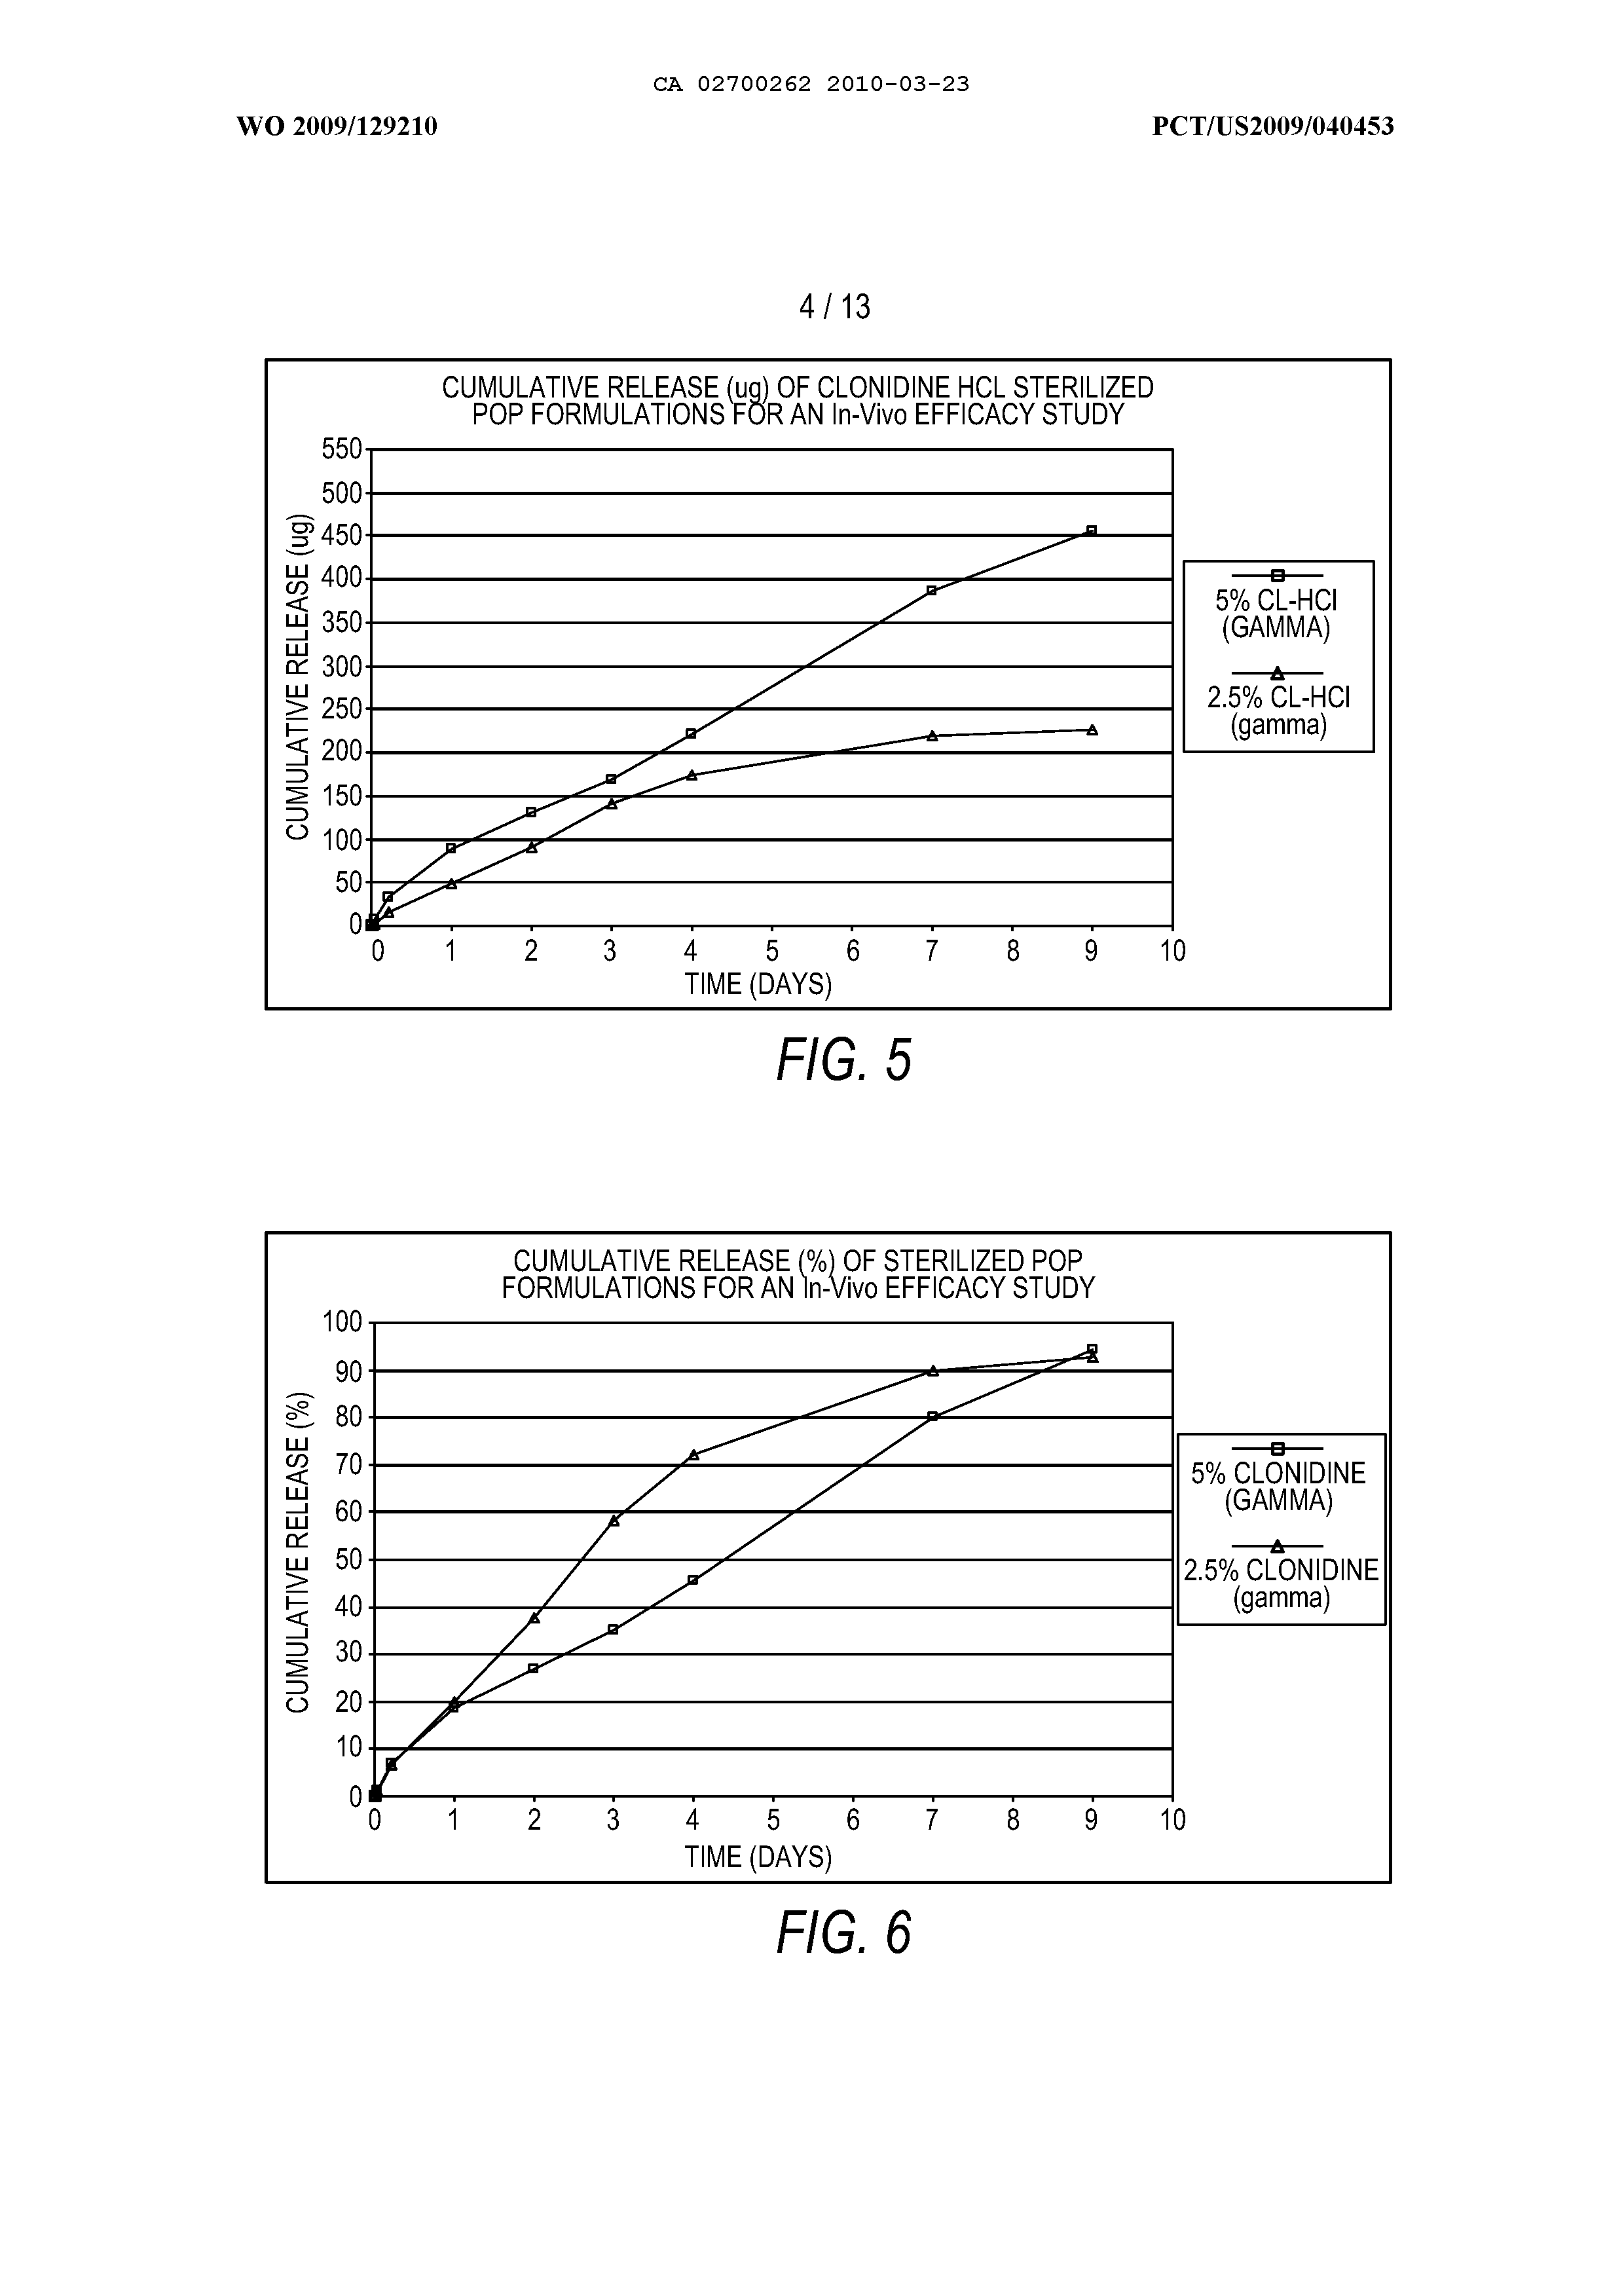 CA 02700262 2010-03-23
WO 2009/129210
PCT/US2009/040453
4 / 13
CUMULATIVE RELEASE (ug) OF CLONIDINE HCL STERILIZED
POP FORMULATIONS FOR AN In-Vivo EFFICACY STUDY
CUMULATIVE RELEASE (ug)
550
500
450
400
350
300
250
200
150
100
50
0
0 1 2 3 4 5 6 7 8 9 10
TIME (DAYS)
5% CL-HCl
(GAMMA)
2.5% CL-HCl
(gamma)
FIG. 5
CUMULATIVE RELEASE (%) OF STERILIZED POP
FORMULATIONS FOR AN In-Vivo EFFICACY STUDY
CUMULATIVE RELEASE (%)
100
90
80
70
60
50
40
30
20
10
0
0 1 2 3 4 5 6 7 8 9 10
TIME (DAYS)
5% CLONIDINE
(GAMMA)
2.5% CLONIDINE
(gamma)
FIG. 6